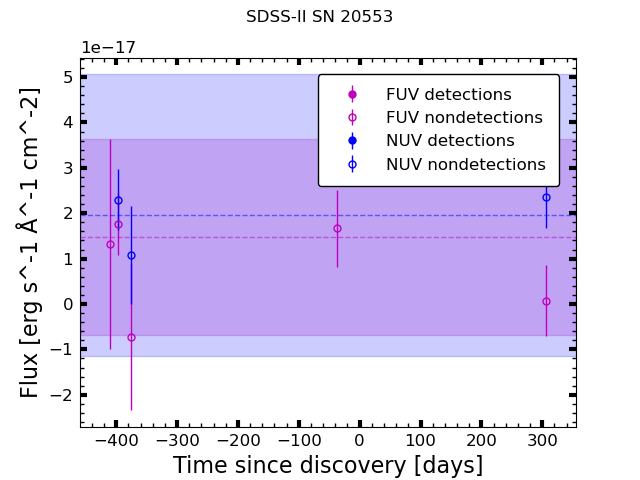 SDSS-II SN 20553
1e−17
FUV detections
FUV nondetections
NUV detections
NUV nondetections
5
4
3
2
1
0
−1
−2
Flux [erg s^-1 Å^-1 cm^-2]
−400 −300 −200 −100 0 100 200 300
Time since discovery [days]